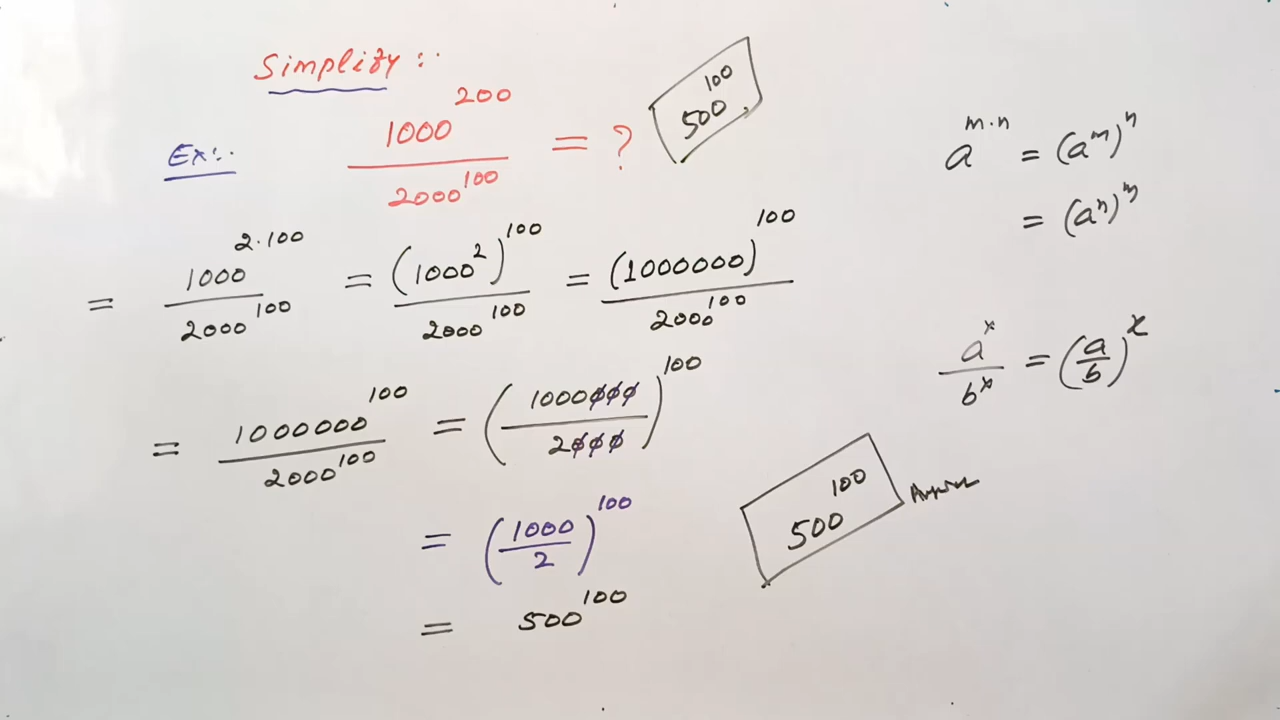 Simplify:
Ex:
1000^200 / 2000^100 = ?
500^100
= 1000^2·100 / 2000^100 = (1000^2)^100 / 2000^100 = (1000000)^100 / 2000^100
= 1000000^100 / 2000^100 = (1000000 / 2000)^100
= (1000 / 2)^100
= 500^100
a^m·n = (a^m)^n
= (a^n)^m
a^x / b^x = (a / b)^x
500^100 Answer